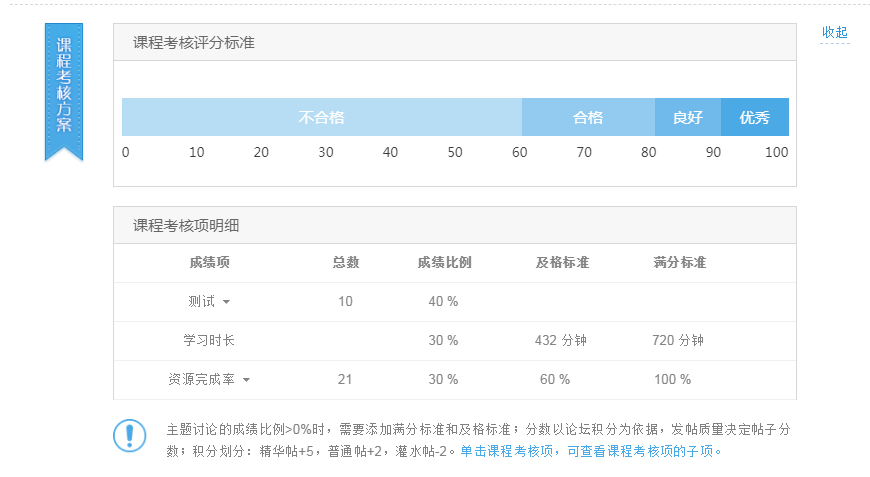 课程考核方案
收起
课程考核评分标准
不合格 合格 良好 优秀
0 10 20 30 40 50 60 70 80 90 100
课程考核项明细
成绩项 总数 成绩比例 及格标准 满分标准
测试 10 40 %
学习时长 30 % 432 分钟 720 分钟
资源完成率 21 30 % 60 % 100 %
主题讨论的成绩比例>0%时，需要添加满分标准和及格标准；分数以论坛积分为依据，发帖质量决定帖子分
数；积分划分：精华帖+5，普通帖+2，灌水帖-2。单击课程考核项，可查看课程考核项的子项。